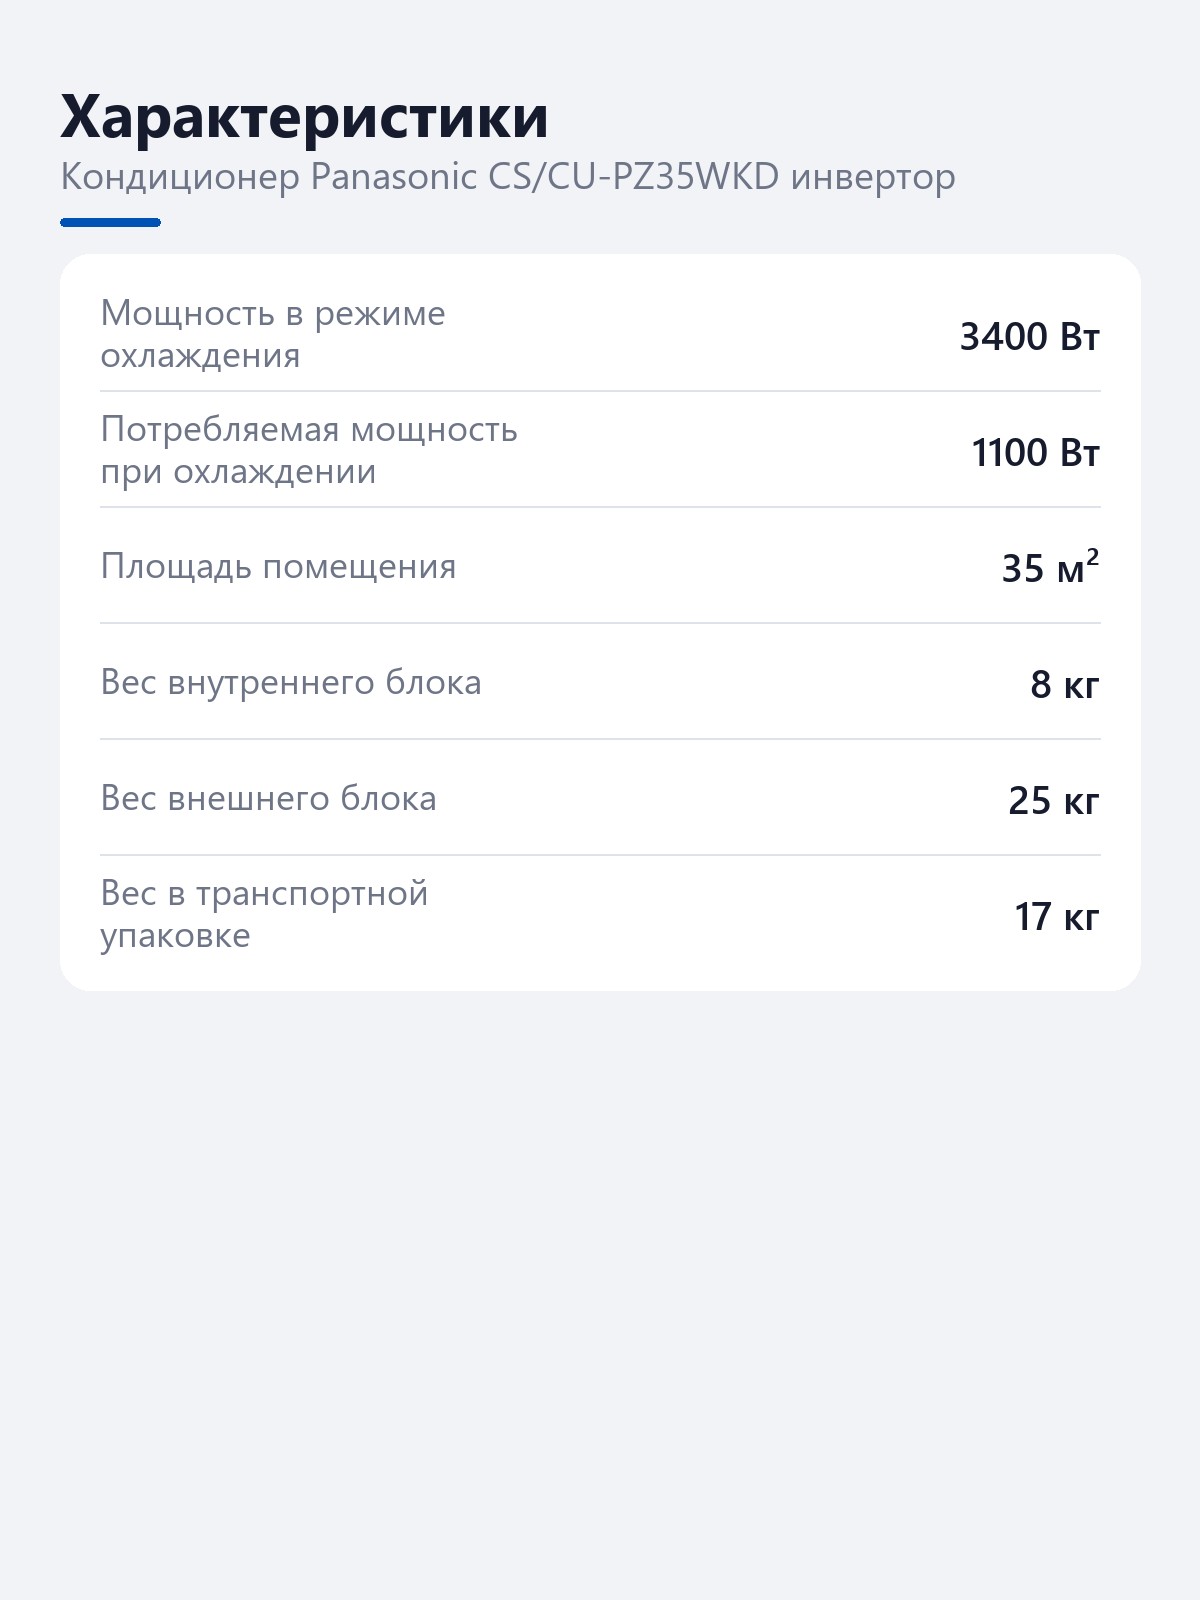 Характеристики
Кондиционер Panasonic CS/CU-PZ35WKD инвертор
Мощность в режиме
охлаждения
3400 Вт
Потребляемая мощность
при охлаждении
1100 Вт
Площадь помещения
35 м²
Вес внутреннего блока
8 кг
Вес внешнего блока
25 кг
Вес в транспортной
упаковке
17 кг